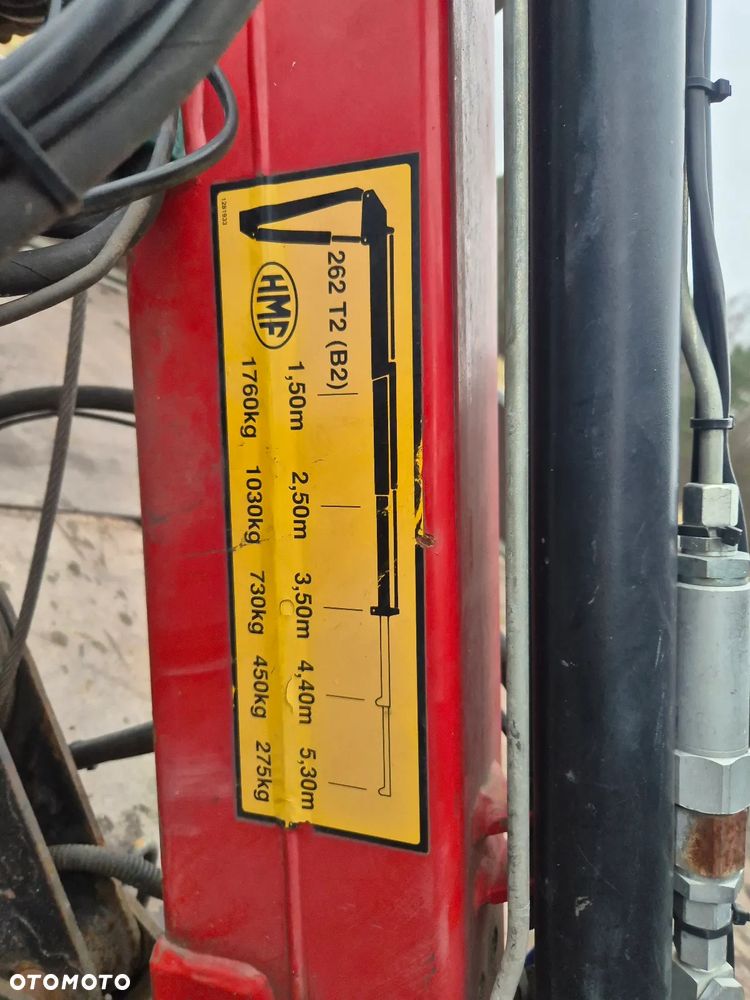 1281933
262 T2 (B2)
HMF
1,50m 2,50m 3,50m 4,40m 5,30m
1760kg 1030kg 730kg 450kg 275kg
OTOMOTO